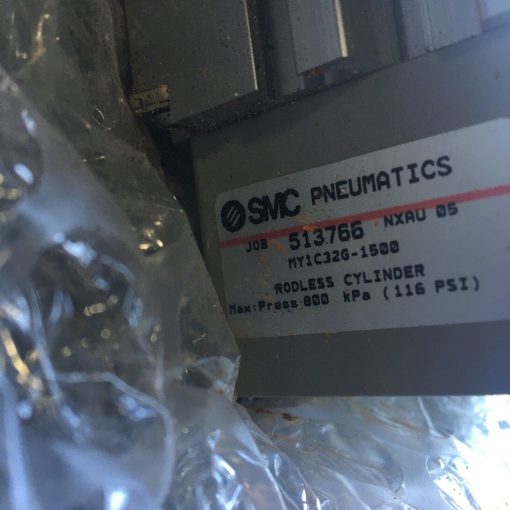 SMC PNEUMATICS
JOB 513766 NXAU 05
MY1C32G-1500
RODLESS CYLINDER
Max:Press:800 kPa (116 PSI)